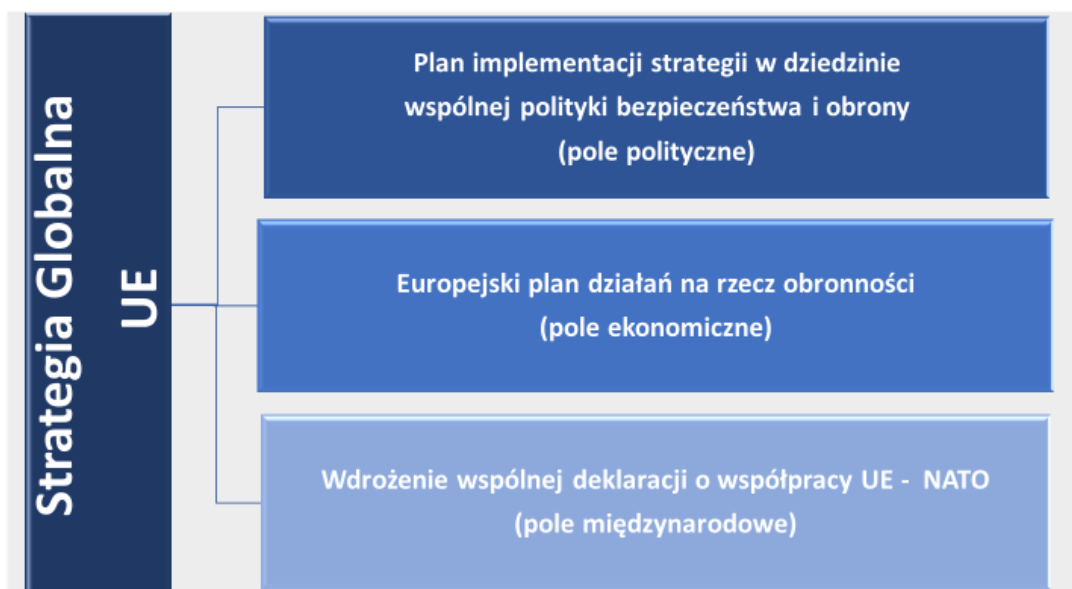 Strategia Globalna
UE
Plan implementacji strategii w dziedzinie
wspólnej polityki bezpieczeństwa i obrony
(pole polityczne)
Europejski plan działań na rzecz obronności
(pole ekonomiczne)
Wdrożenie wspólnej deklaracji o współpracy UE - NATO
(pole międzynarodowe)